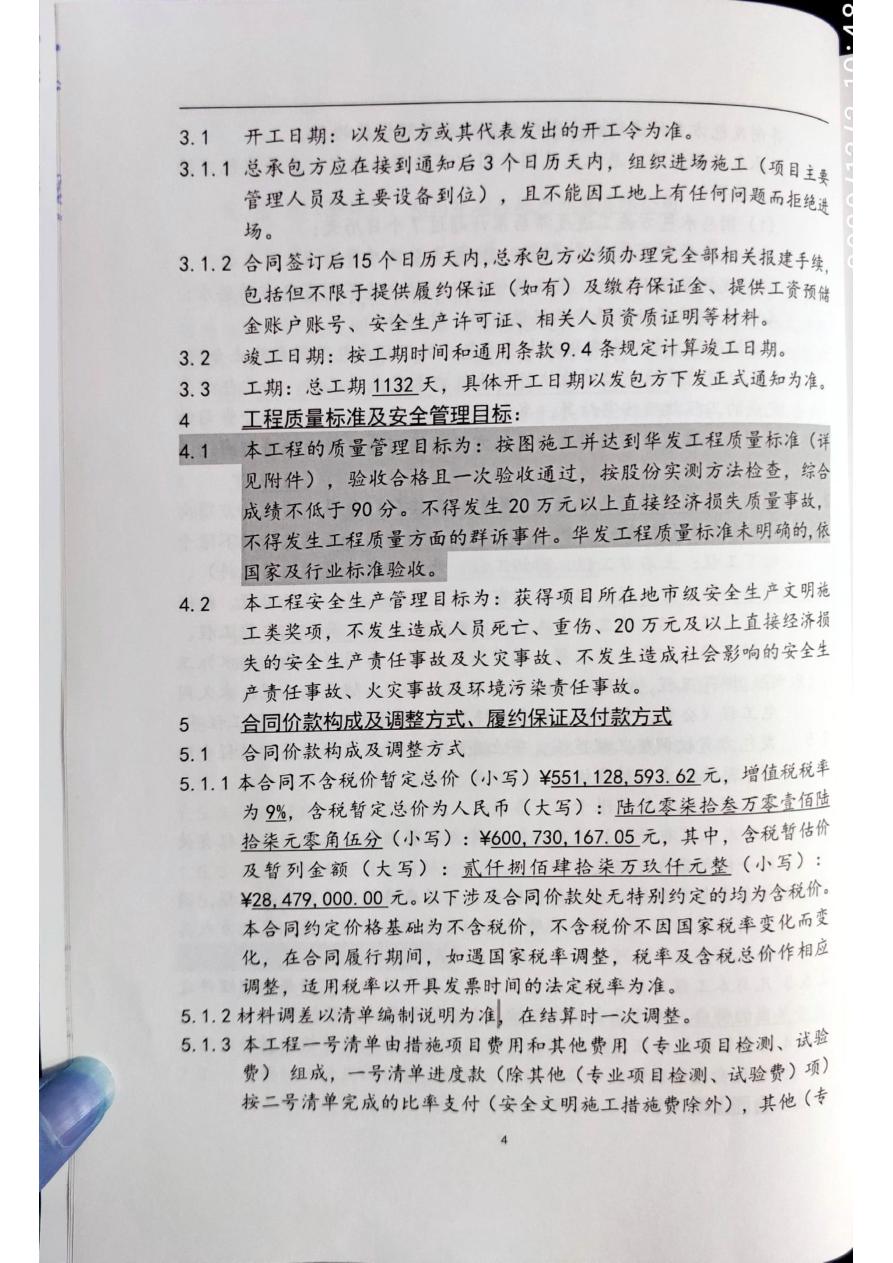 3.1 开工日期：以发包方或其代表发出的开工令为准。
3.1.1 总承包方应在接到通知后 3 个日历天内，组织进场施工（项目主要
管理人员及主要设备到位），且不能因工地上有任何问题而拒绝进
场。
3.1.2 合同签订后 15 个日历天内,总承包方必须办理完全部相关报建手续,
包括但不限于提供履约保证（如有）及缴存保证金、提供工资预储
金账户账号、安全生产许可证、相关人员资质证明等材料。
3.2 竣工日期：按工期时间和通用条款 9.4 条规定计算竣工日期。
3.3 工期：总工期 1132 天，具体开工日期以发包方下发正式通知为准。
4 工程质量标准及安全管理目标：
4.1 本工程的质量管理目标为：按图施工并达到华发工程质量标准（详
见附件），验收合格且一次验收通过，按股份实测方法检查，综合
成绩不低于 90 分。不得发生 20 万元以上直接经济损失质量事故，
不得发生工程质量方面的群诉事件。华发工程质量标准未明确的,依
国家及行业标准验收。
4.2 本工程安全生产管理目标为：获得项目所在地市级安全生产文明施
工类奖项，不发生造成人员死亡、重伤、20 万元及以上直接经济损
失的安全生产责任事故及火灾事故、不发生造成社会影响的安全生
产责任事故、火灾事故及环境污染责任事故。
5 合同价款构成及调整方式、履约保证及付款方式
5.1 合同价款构成及调整方式
5.1.1 本合同不含税价暂定总价（小写）¥551,128,593.62 元，增值税税率
为 9%，含税暂定总价为人民币（大写）：陆亿零柒拾叁万零壹佰陆
拾柒元零角伍分（小写）：¥600,730,167.05 元，其中，含税暂估价
及暂列金额（大写）：贰仟捌佰肆拾柒万玖仟元整（小写）：
¥28,479,000.00 元。以下涉及合同价款处无特别约定的均为含税价。
本合同约定价格基础为不含税价，不含税价不因国家税率变化而变
化，在合同履行期间，如遇国家税率调整，税率及含税总价作相应
调整，适用税率以开具发票时间的法定税率为准。
5.1.2 材料调差以清单编制说明为准，在结算时一次调整。
5.1.3 本工程一号清单由措施项目费用和其他费用（专业项目检测、试验
费） 组成，一号清单进度款（除其他（专业项目检测、试验费）项）
按二号清单完成的比率支付（安全文明施工措施费除外），其他（专
4